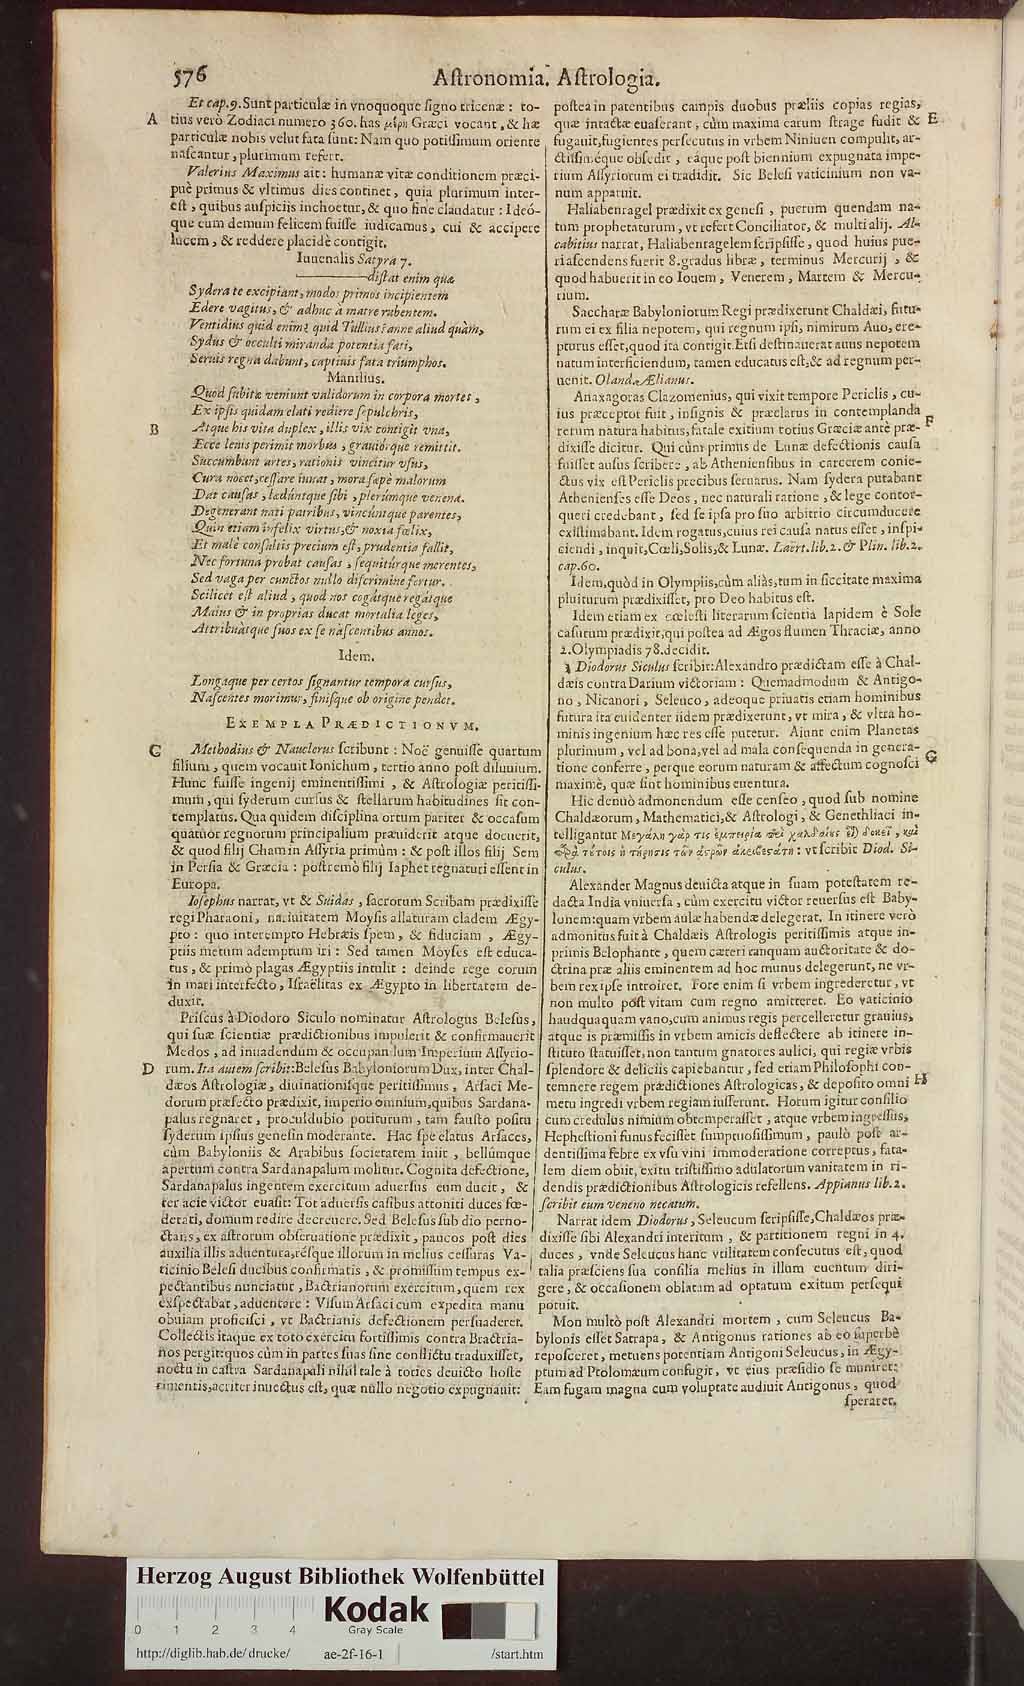 576
Aſtronomia. Aſtrologia.
Et cap. 9. Sunt particulæ in vnoquoque ſigno tricenæ : to-
A tius verò Zodiaci numero 360. has μοίρη Græci vocant, & hæ
particulæ nobis velut fata ſunt: Nam quo potiſſimum oriente
naſcantur, plurimum refert.
Valerius Maximus ait: humanæ vitæ conditionem præci-
puè primus & vltimus dies continet, quia plurimum inter-
eſt, quibus auſpiciis inchoetur, & quo fine claudatur : Ideó-
que eum demum felicem fuiſſe iudicamus, cui & accipere
lucem, & reddere placidè contigit.
Iuuenalis Satyra 7.
diſtat enim quæ
Sydera te excipiant, modos primos incipientem
Edere vagitus, & adhuc à matre rubentem.
Ventidius quid enim? quid Tullius? anne aliud quàm,
Sydus & occulti miranda potentia fati,
Seruis regna dabunt, captiuis fata triumphos.
Manilius.
Quod ſubitæ veniunt validorum in corpora mortes,
Ex ipſis quidam elati rediere ſepulchris,
B Atque his vita duplex, illis vix contigit vna,
Ecce leuis perimit morbus, grauiórque remittit.
Succumbunt artes, rationis vincitur vſus,
Cura nocet, ceſſare iuuat, mora ſæpè malorum
Dat cauſas, lædúntque ſibi, plerúmque venena.
Degenerant nati patribus, vincúntque parentes,
Quin etiam infelix virtus, & noxia fœlix,
Et malè conſultis precium eſt, prudentia fallit,
Nec fortuna probat cauſas, ſequitúrque merentes,
Sed vaga per cunctos nullo diſcrimine fertur.
Scilicet eſt aliud, quod nos cogátque regátque
Maius & in proprias ducat mortalia leges,
Attribuátque ſuos ex ſe naſcentibus annos.
Idem.
Longaque per certos ſignantur tempora curſus,
Naſcentes morimur, finiſque ob origine pendet.
EXEMPLA PRÆDICTIONVM.
C Methodius & Nauclerus ſcribunt : Noë genuiſſe quartum
filium, quem vocauit Ionichum, tertio anno poſt diluuium.
Hunc fuiſſe ingenij eminentiſſimi, & Aſtrologiæ peritiſſi-
mum, qui ſyderum curſus & ſtellarum habitudines ſit con-
templatus. Qua quidem diſciplina ortum pariter & occaſum
quatuor regnorum principalium præuiderit atque docuerit,
& quod filij Cham in Aſſyria primùm : & poſt illos filij Sem
in Perſia & Græcia : poſtremò filij Iaphet regnaturi eſſent in
Europa.
Ioſephus narrat, vt & Suidas, ſacrorum Scribam prædixiſſe
regi Pharaoni, natiuitatem Moyſis allaturam cladem Ægy-
pto : quo interempto Hebræis ſpem, & fiduciam, Ægy-
ptiis metum ademptum iri : Sed tamen Moyſes eſt educa-
tus, & primò plagas Ægyptiis intulit : deinde rege eorum
in mari interfecto, Iſraëlitas ex Ægypto in libertatem de-
duxit.
Priſcus à Diodoro Siculo nominatur Aſtrologus Beleſus,
qui ſuæ ſcientiæ prædictionibus impulerit & confirmauerit
Medos, ad inuadendum & occupandum Imperium Aſſyrio-
D rum. Ita autem ſcribit: Beleſus Babyloniorum Dux, inter Chal-
dæos Aſtrologiæ, diuinationiſque peritiſſimus, Arſaci Me-
dorum præfecto prædixit, imperio omnium, quibus Sardana-
palus regnaret, proculdubio potiturum, tam fauſto poſitu
ſyderum ipſius geneſin moderante. Hac ſpe elatus Arſaces,
cùm Babyloniis & Arabibus ſocietatem iniit, bellúmque
apertum contra Sardanapalum molitur. Cognita defectione,
Sardanapalus ingentem exercitum aduerſus eum ducit, &
ter acie victor euaſit: Tot aduerſis caſibus attoniti duces fœ-
derati, domum redire decreuere. Sed Beleſus ſub dio perno-
ctans, ex aſtrorum obſeruatione prædixit, paucos poſt dies
auxilia illis aduentura, réſque illorum in melius ceſſuras Va-
ticinio Beleſi ducibus confirmatis, & promiſſum tempus ex-
pectantibus nunciatur, Bactrianorum exercitum, quem rex
exſpectabat, aduentare : Viſum Arſaci cum expedita manu
obuiam proficiſci, vt Bactrianis defectionem perſuaderet.
Collectis itaque ex toto exercitu fortiſſimis contra Bractria-
nos pergit: quos cùm in partes ſuas ſine conflictu traduxiſſet,
noctu in caſtra Sardanapali nihil tale à toties deuicto hoſte
timentis, acriter inuectus eſt, quæ nullo negotio expugnauit:
poſtea in patentibus campis duobus præliis copias regias,
quæ intactæ euaſerant, cùm maxima earum ſtrage fudit & E
fugauit, fugientes perſecutus in vrbem Niniuen compulit, ar-
ctiſſiméque obſedit, eáque poſt biennium expugnata impe-
rium Aſſyriorum ei tradidit. Sic Beleſi vaticinium non va-
num apparuit.
Haliabenragel prædixit ex geneſi, puerum quendam na-
tum prophetaturum, vt refert Conciliator, & multi alij. Al-
cabitius narrat, Haliabenragelem ſcripſiſſe, quod huius pue-
ri aſcendens fuerit 8. gradus libræ, terminus Mercurij, &
quod habuerit in eo Iouem, Venerem, Martem & Mercu-
rium.
Saccharæ Babyloniorum Regi prædixerunt Chaldæi, futu-
rum ei ex filia nepotem, qui regnum ipſi, nimirum Auo, ere-
pturus eſſet, quod ita contigit. Etſi deſtinauerat auus nepotem
natum interficiendum, tamen educatus eſt, & ad regnum per-
uenit. Olanda Ælianus.
Anaxagoras Clazomenius, qui vixit tempore Periclis, cu-
ius præceptor fuit, inſignis & præclarus in contemplanda
rerum natura habitus, fatale exitium totius Græciæ antè præ- F
dixiſſe dicitur. Qui cùm primus de Lunæ defectionis cauſa
fuiſſet auſus ſcribere, ab Athenienſibus in carcerem conie-
ctus vix eſt Periclis precibus ſeruatus. Nam ſydera putabant
Athenienſes eſſe Deos, nec naturali ratione, & lege contor-
queri credebant, ſed ſe ipſa pro ſuo arbitrio circumducere
exiſtimabant. Idem rogatus, cuius rei cauſa natus eſſet, inſpi-
ciendi, inquit, Cœli, Solis, & Lunæ. Laërt. lib. 2. & Plin. lib. 2.
cap. 60.
Idem, quòd in Olympiis, cùm aliàs, tum in ſiccitate maxima
pluiturum prædixiſſet, pro Deo habitus eſt.
Idem etiam ex cœleſti literarum ſcientia lapidem è Sole
caſurum prædixit, qui poſtea ad Ægos flumen Thraciæ, anno
2. Olympiadis 78. decidit.
Diodorus Siculus ſcribit: Alexandro prædictam eſſe à Chal-
dæis contra Darium victoriam : Quemadmodum & Antigo-
no, Nicanori, Seleuco, adeoque priuatis etiam hominibus
futura ita euidenter iidem prædixerunt, vt mira, & vltra ho-
minis ingenium hæc res eſſe putetur. Aiunt enim Planetas
plurimum, vel ad bona, vel ad mala conſequenda in genera- G
tione conferre, perque eorum naturam & affectum cognoſci
maximè, quæ ſint hominibus euentura.
Hic denuò admonendum eſſe cenſeo, quod ſub nomine
Chaldæorum, Mathematici, & Aſtrologi, & Genethliaci in-
telligantur Μεγάλη γάρ τις ἐμπειρία χαλδαίοις δοκεῖ, καὶ
τούτοις ἡ τήρησις τῶν ἄστρων ἀκριβεστάτη : vt ſcribit Diod. Si-
culus.
Alexander Magnus deuicta atque in ſuam poteſtatem re-
dacta India vniuerſa, cùm exercitu victor reuerſus eſt Baby-
lonem: quam vrbem aulæ habendæ delegerat. In itinere verò
admonitus fuit à Chaldæis Aſtrologis peritiſſimis atque in-
primis Belophante, quem cæteri tanquam auctoritate & do-
ctrina præ aliis eminentem ad hoc munus delegerunt, ne vr-
bem rex ipſe introiret. Fore enim ſi vrbem ingrederetur, vt
non multo poſt vitam cum regno amitteret. Eo vaticinio
haudquaquam vano, cum animus regis percelleretur grauius,
atque is præmiſſis in vrbem amicis deflectere ab itinere in-
ſtituto ſtatuiſſet, non tantum gnatores aulici, qui regiæ vrbis
ſplendore & deliciis capiebantur, ſed etiam Philoſophi con-
temnere regem prædictiones Aſtrologicas, & depoſito omni H
metu ingredi vrbem regiam iuſſerunt. Horum igitur conſilio
cum credulus nimium obtemperaſſet, atque vrbem ingreſſus,
Hepheſtioni funus feciſſet ſumptuoſiſſimum, paulò poſt ar-
dentiſſima febre ex vſu vini immoderatione correptus, fata-
lem diem obiit, exitu triſtiſſimo adulatorum vanitatem in ri-
dendis prædictionibus Aſtrologicis refellens. Appianus lib. 2.
ſcribit eum veneno necatum.
Narrat idem Diodorus, Seleucum ſcripſiſſe, Chaldæos præ-
dixiſſe ſibi Alexandri interitum, & partitionem regni in 4.
duces, vnde Seleucus hanc vtilitatem conſecutus eſt, quod
talia præſciens ſua conſilia melius in illum euentum diri-
gere, & occaſionem oblatam ad optatum exitum perſequi
potuit.
Mon multò poſt Alexandri mortem, cum Seleucus Ba-
bylonis eſſet Satrapa, & Antigonus rationes ab eo ſuperbè
repoſceret, metuens potentiam Antigoni Seleucus, in Ægy-
ptum ad Ptolomæum confugit, vt eius præſidio ſe muniret:
Eam fugam magna cum voluptate audiuit Antigonus, quod
ſperaret,
Herzog August Bibliothek Wolfenbüttel
Kodak
0 1 2 3 4 Gray Scale
http://diglib.hab.de/drucke/ ae-2f-16-1 /start.htm